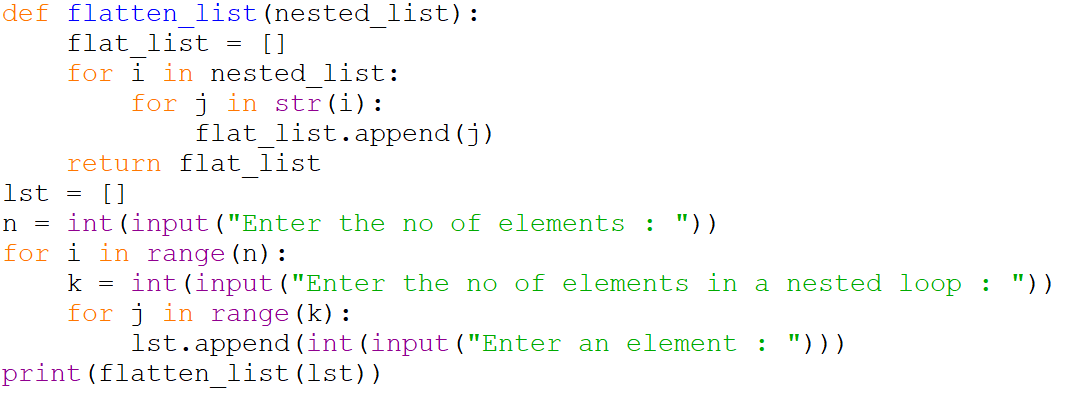 def flatten_list(nested_list):
    flat_list = []
    for i in nested_list:
        for j in str(i):
            flat_list.append(j)
    return flat_list
lst = []
n = int(input("Enter the no of elements : "))
for i in range(n):
    k = int(input("Enter the no of elements in a nested loop : "))
    for j in range(k):
        lst.append(int(input("Enter an element : ")))
print(flatten_list(lst))